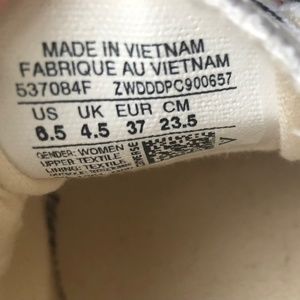 MADE IN VIETNAM
FABRIQUE AU VIETNAM
537084F ZWDDDPC900657
US UK EUR CM
6.5 4.5 37 23.5
GENDER: WOMEN
UPPER TEXTILE
LINING: TEXTILE
OUTSOLE: